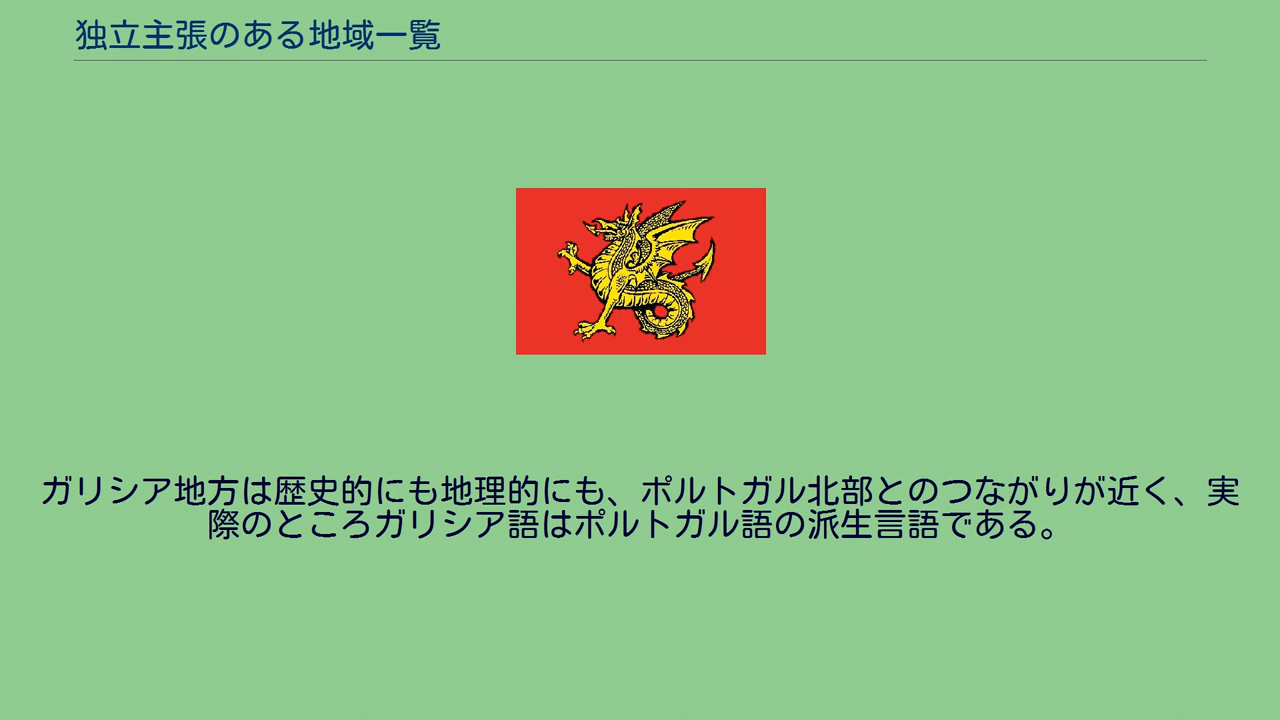 独立主張のある地域一覧
ガリシア地方は歴史的にも地理的にも、ポルトガル北部とのつながりが近く、実
際のところガリシア語はポルトガル語の派生言語である。